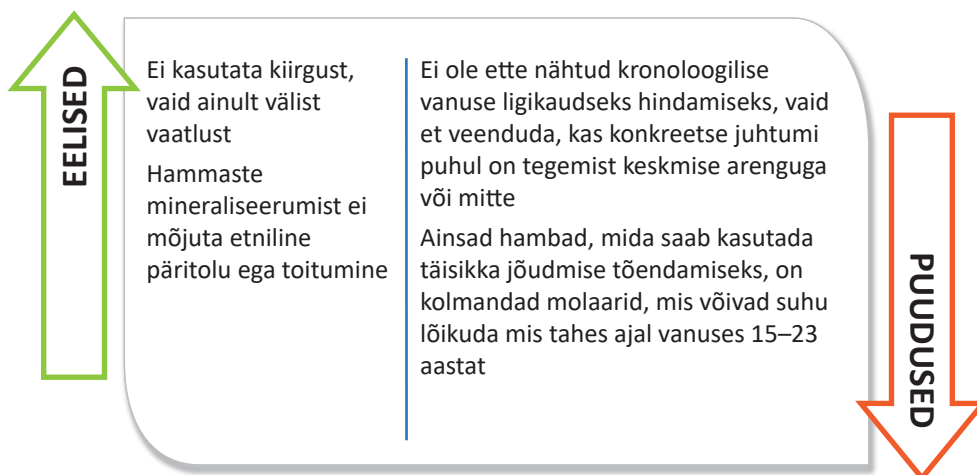 EELISED
Ei kasutata kiirgust,
vaid ainult välist
vaatlust
Hammaste
mineraliseerumist ei
mõjuta etniline
päritolu ega toitumine
Ei ole ette nähtud kronoloogilise
vanuse ligikaudseks hindamiseks, vaid
et veenduda, kas konkreetse juhtumi
puhul on tegemist keskmise arenguga
või mitte
Ainsad hambad, mida saab kasutada
täisikka jõudmise tõendamiseks, on
kolmandad molaarid, mis võivad suhu
lõikuda mis tahes ajal vanuses 15–23
aastat
PUUDUSED